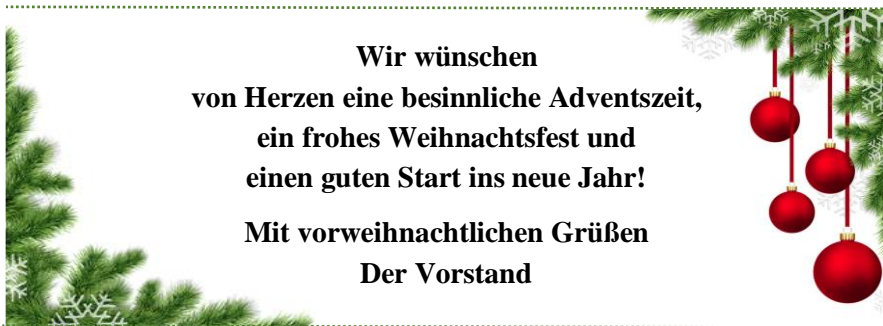 Wir wünschen
von Herzen eine besinnliche Adventszeit,
ein frohes Weihnachtsfest und
einen guten Start ins neue Jahr!
Mit vorweihnachtlichen Grüßen
Der Vorstand